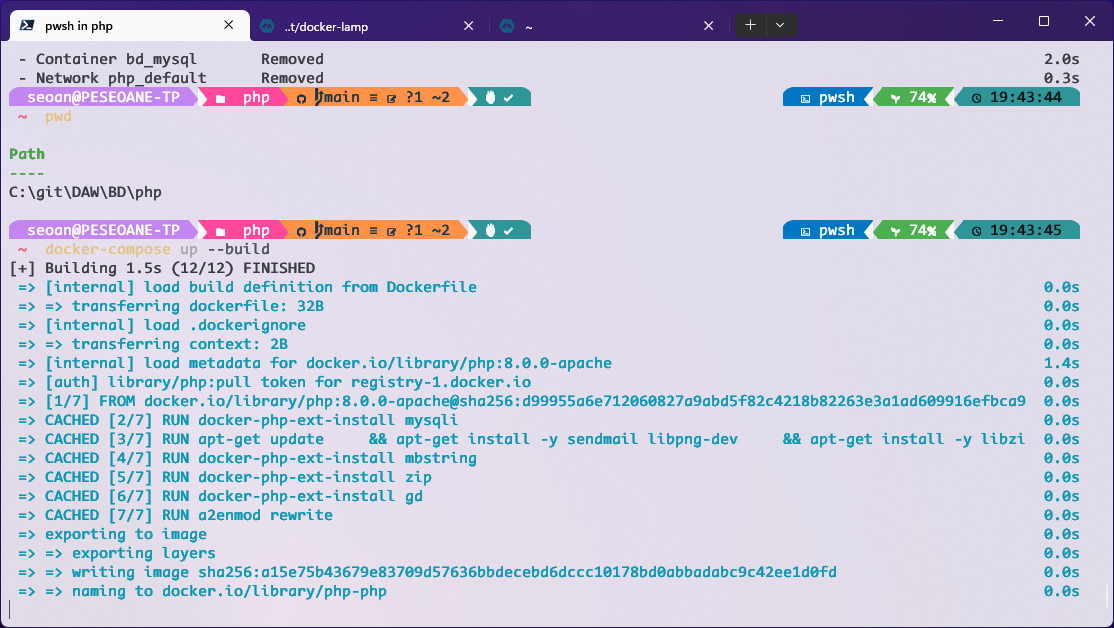 pwsh in php
..t/docker-lamp
~
- Container bd_mysql Removed 2.0s
- Network php_default Removed 0.3s
seoan@PESEOANE-TP php main ≡ ?1 ~2 pwsh 74% 19:43:44
~ pwd
Path
----
C:\git\DAW\BD\php
seoan@PESEOANE-TP php main ≡ ?1 ~2 pwsh 74% 19:43:45
~ docker-compose up --build
[+] Building 1.5s (12/12) FINISHED
=> [internal] load build definition from Dockerfile 0.0s
=> => transferring dockerfile: 32B 0.0s
=> [internal] load .dockerignore 0.0s
=> => transferring context: 2B 0.0s
=> [internal] load metadata for docker.io/library/php:8.0.0-apache 1.4s
=> [auth] library/php:pull token for registry-1.docker.io 0.0s
=> [1/7] FROM docker.io/library/php:8.0.0-apache@sha256:d99955a6e712060827a9abd5f82c4218b82263e3a1ad609916efbca9 0.0s
=> CACHED [2/7] RUN docker-php-ext-install mysqli 0.0s
=> CACHED [3/7] RUN apt-get update && apt-get install -y sendmail libpng-dev && apt-get install -y libzi 0.0s
=> CACHED [4/7] RUN docker-php-ext-install mbstring 0.0s
=> CACHED [5/7] RUN docker-php-ext-install zip 0.0s
=> CACHED [6/7] RUN docker-php-ext-install gd 0.0s
=> CACHED [7/7] RUN a2enmod rewrite 0.0s
=> exporting to image 0.0s
=> => exporting layers 0.0s
=> => writing image sha256:a15e75b43679e83709d57636bbdecebd6dccc10178bd0abbadabc9c42ee1d0fd 0.0s
=> => naming to docker.io/library/php-php 0.0s